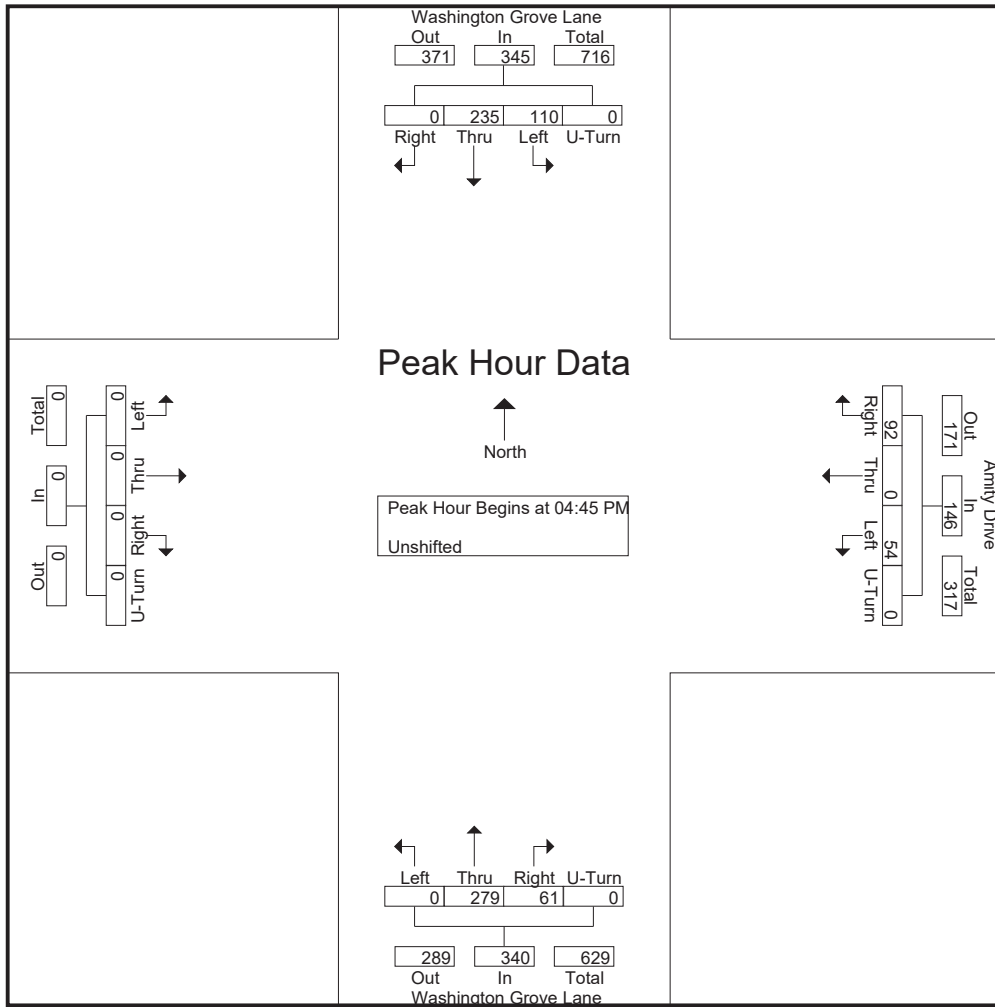 Washington Grove Lane
Out In Total
371 345 716
0 235 110 0
Right Thru Left U-Turn
Peak Hour Data
North
Peak Hour Begins at 04:45 PM
Unshifted
Total In Out
0 0 0
0 0 0 0
Left Thru Right U-Turn
Amity Drive
Out In Total
171 146 317
92 0 54 0
Right Thru Left U-Turn
Left Thru Right U-Turn
0 279 61 0
289 340 629
Out In Total
Washington Grove Lane